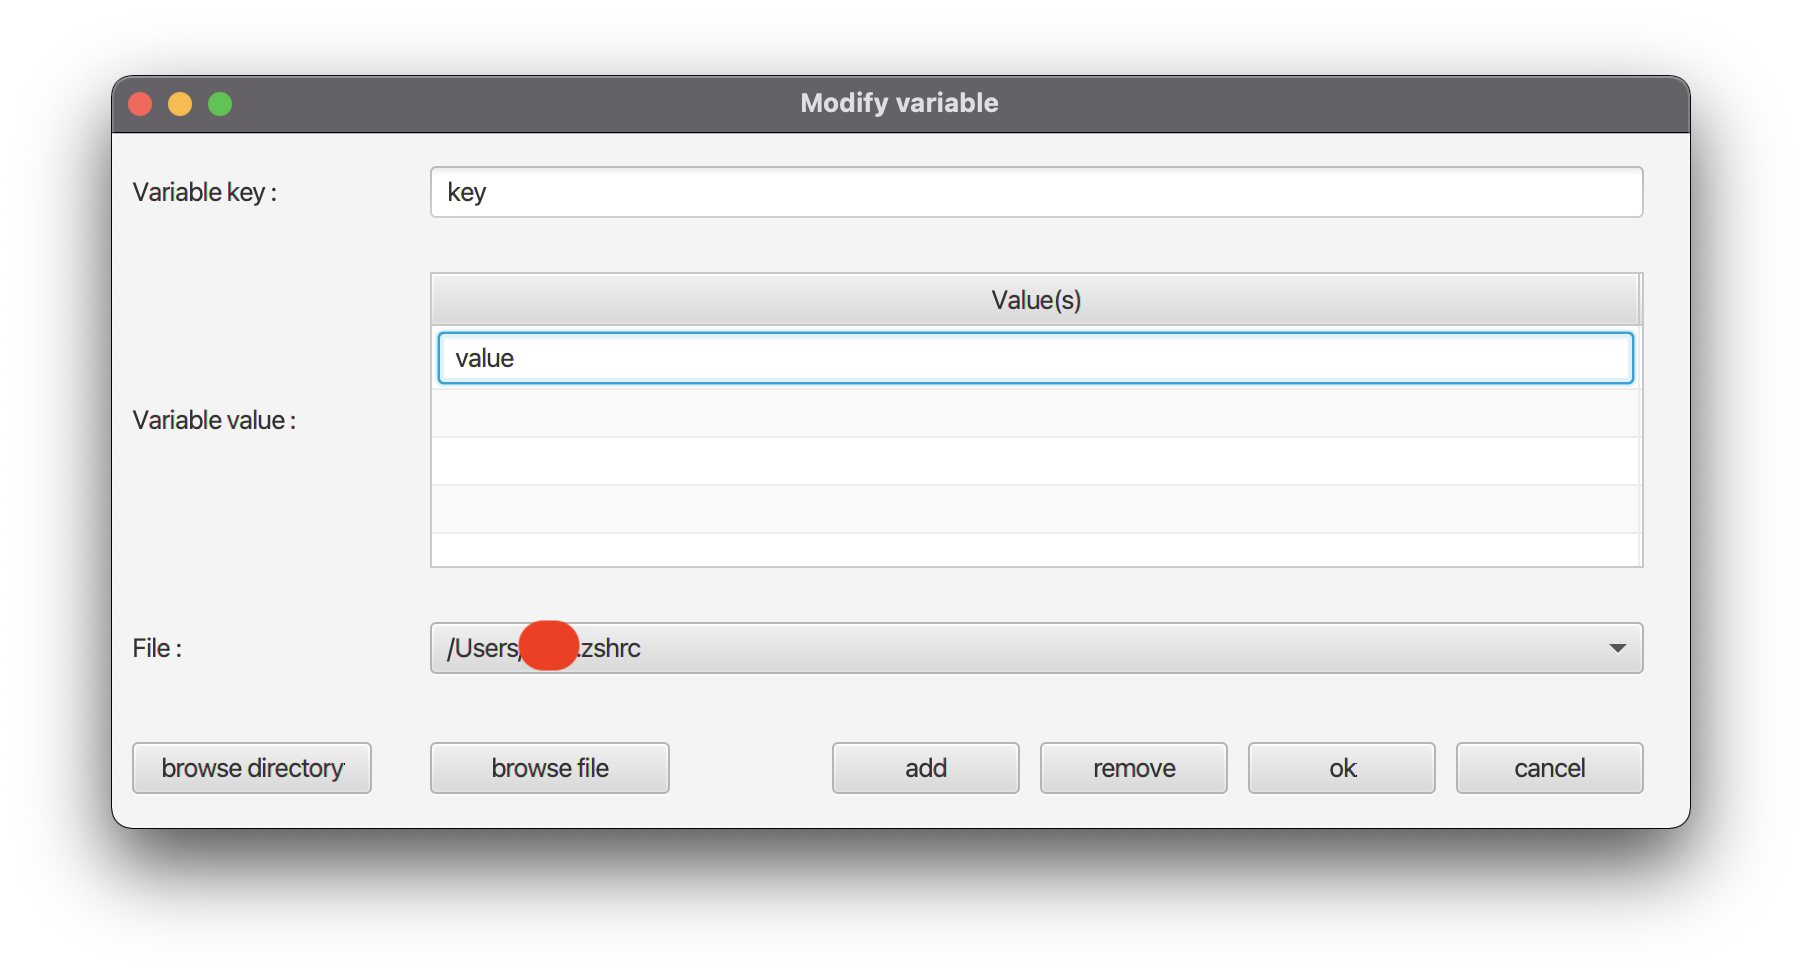 Modify variable
Variable key :
key
Value(s)
value
Variable value :
File :
/Users/ .zshrc
browse directory
browse file
add
remove
ok
cancel